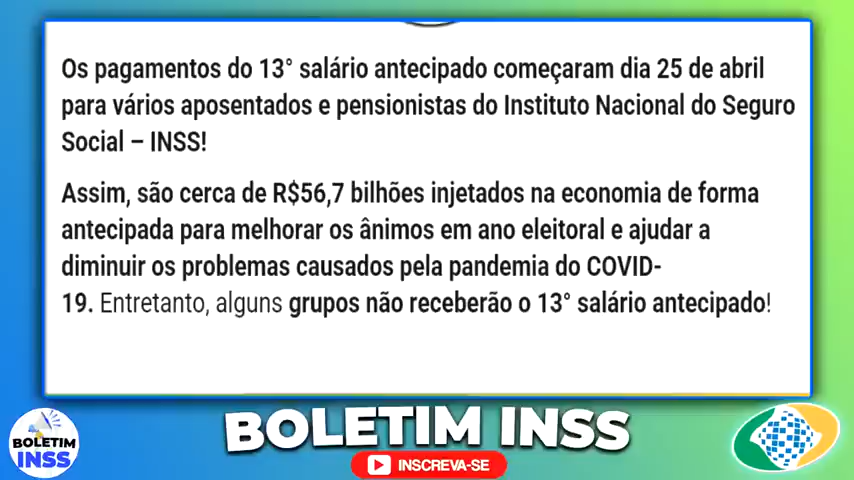 Os pagamentos do 13° salário antecipado começaram dia 25 de abril
para vários aposentados e pensionistas do Instituto Nacional do Seguro
Social – INSS!
Assim, são cerca de R$56,7 bilhões injetados na economia de forma
antecipada para melhorar os ânimos em ano eleitoral e ajudar a
diminuir os problemas causados pela pandemia do COVID-
19. Entretanto, alguns grupos não receberão o 13° salário antecipado!
BOLETIM INSS
INSCREVA-SE
BOLETIM
INSS